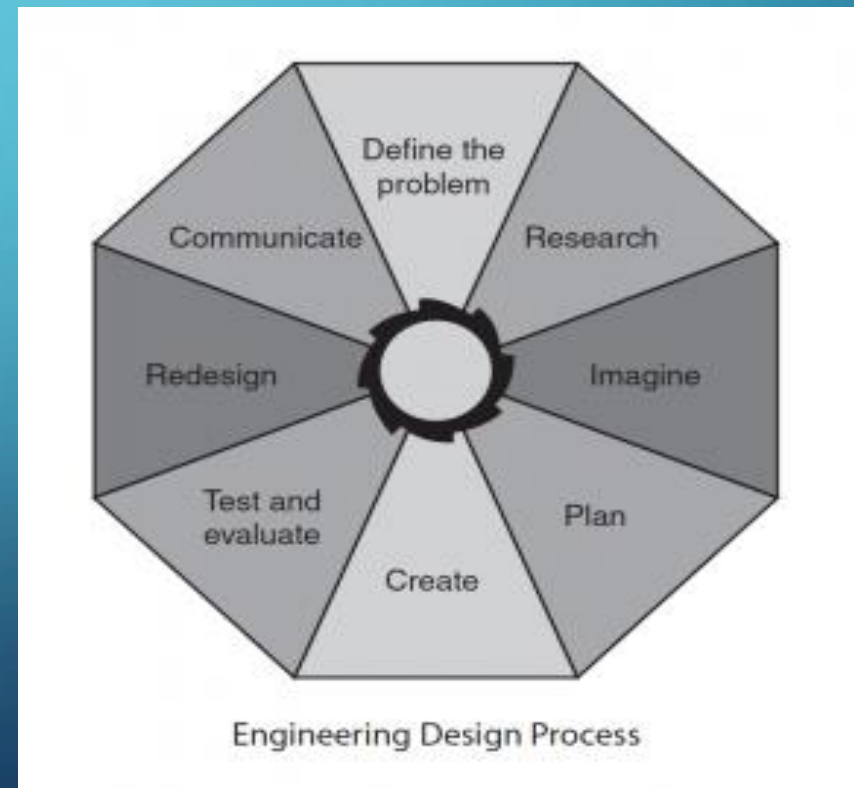 Define the
problem
Research
Imagine
Plan
Create
Test and
evaluate
Redesign
Communicate
Engineering Design Process